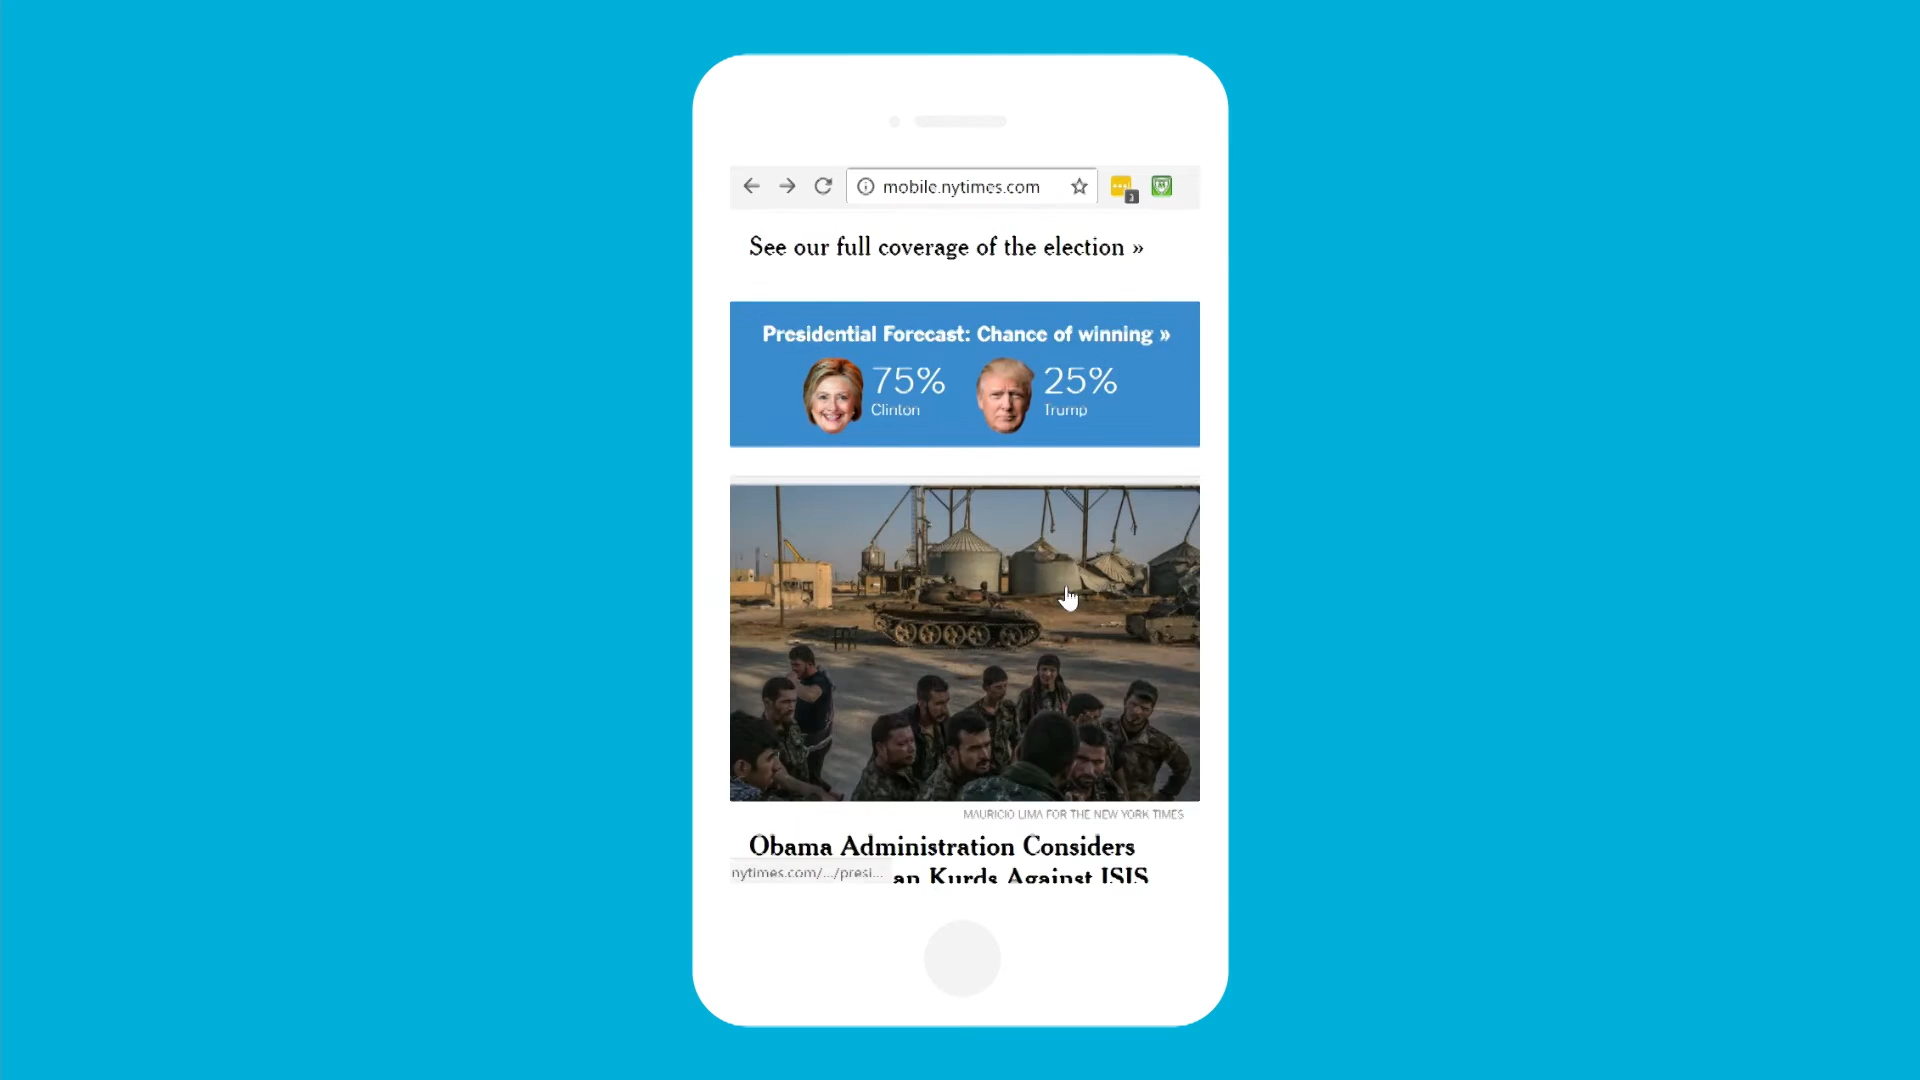 mobile.nytimes.com
3
See our full coverage of the election »
Presidential Forecast: Chance of winning »
75%
Clinton
25%
Trump
MAURICIO LIMA FOR THE NEW YORK TIMES
Obama Administration Considers
an Kurds Against ISIS
nytimes.com/.../presi...